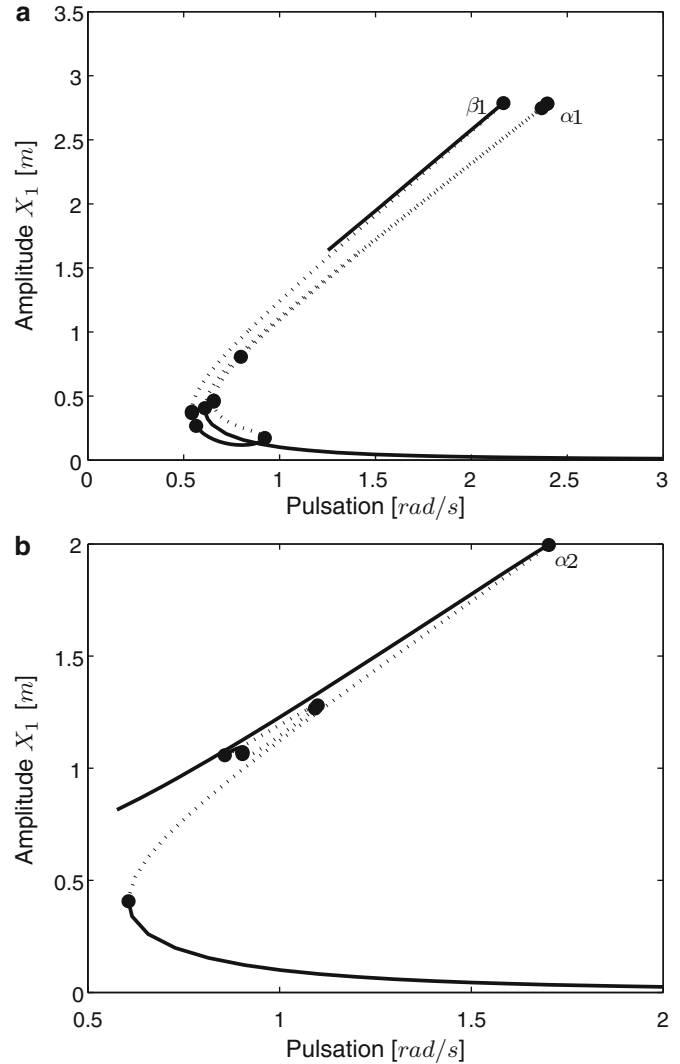 a
3.5
3
2.5
2
1.5
1
0.5
0
β1
α1
Amplitude X₁ [m]
0 0.5 1 1.5 2 2.5 3
Pulsation [rad/s]
b
2
1.5
1
0.5
0
α2
Amplitude X₁ [m]
0.5 1 1.5 2
Pulsation [rad/s]